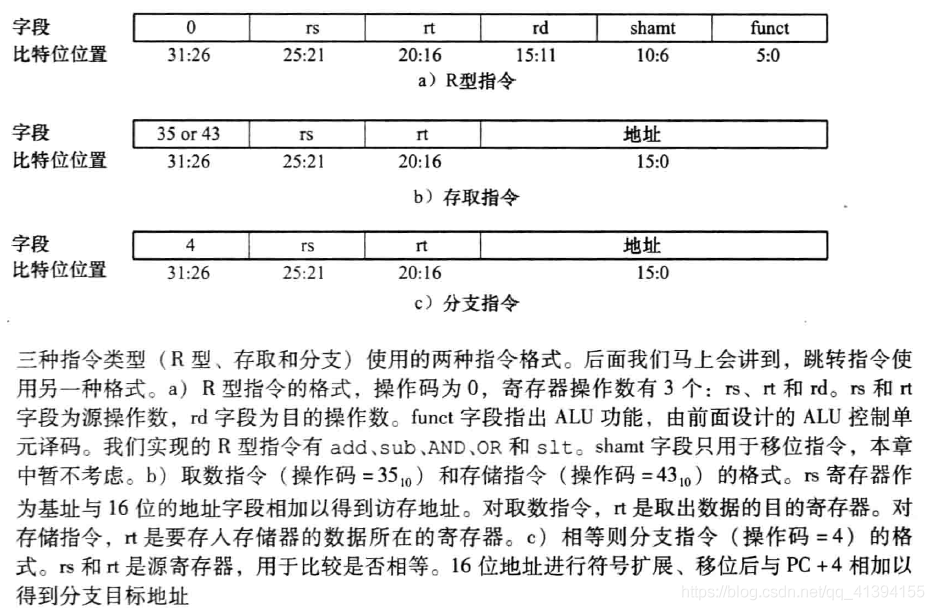 字段 0 rs rt rd shamt funct
比特位位置 31:26 25:21 20:16 15:11 10:6 5:0
a）R型指令
字段 35 or 43 rs rt 地址
比特位位置 31:26 25:21 20:16 15:0
b）存取指令
字段 4 rs rt 地址
比特位位置 31:26 25:21 20:16 15:0
c）分支指令
三种指令类型（R 型、存取和分支）使用的两种指令格式。后面我们马上会讲到，跳转指令使
用另一种格式。a）R 型指令的格式，操作码为 0，寄存器操作数有 3 个：rs、rt 和 rd。rs 和 rt
字段为源操作数，rd 字段为目的操作数。funct 字段指出 ALU 功能，由前面设计的 ALU 控制单
元译码。我们实现的 R 型指令有 add、sub、AND、OR 和 slt。shamt 字段只用于移位指令，本章
中暂不考虑。b）取数指令（操作码 =35₁₀）和存储指令（操作码 =43₁₀）的格式。rs 寄存器作
为基址与 16 位的地址字段相加以得到访存地址。对取数指令，rt 是取出数据的目的寄存器。对
存储指令，rt 是要存人存储器的数据所在的寄存器。c）相等则分支指令（操作码 =4）的格
式。rs 和 rt 是源寄存器，用于比较是否相等。16 位地址进行符号扩展、移位后与 PC +4 相加以
得到分支目标地址
https://blog.csdn.net/qq_41394155